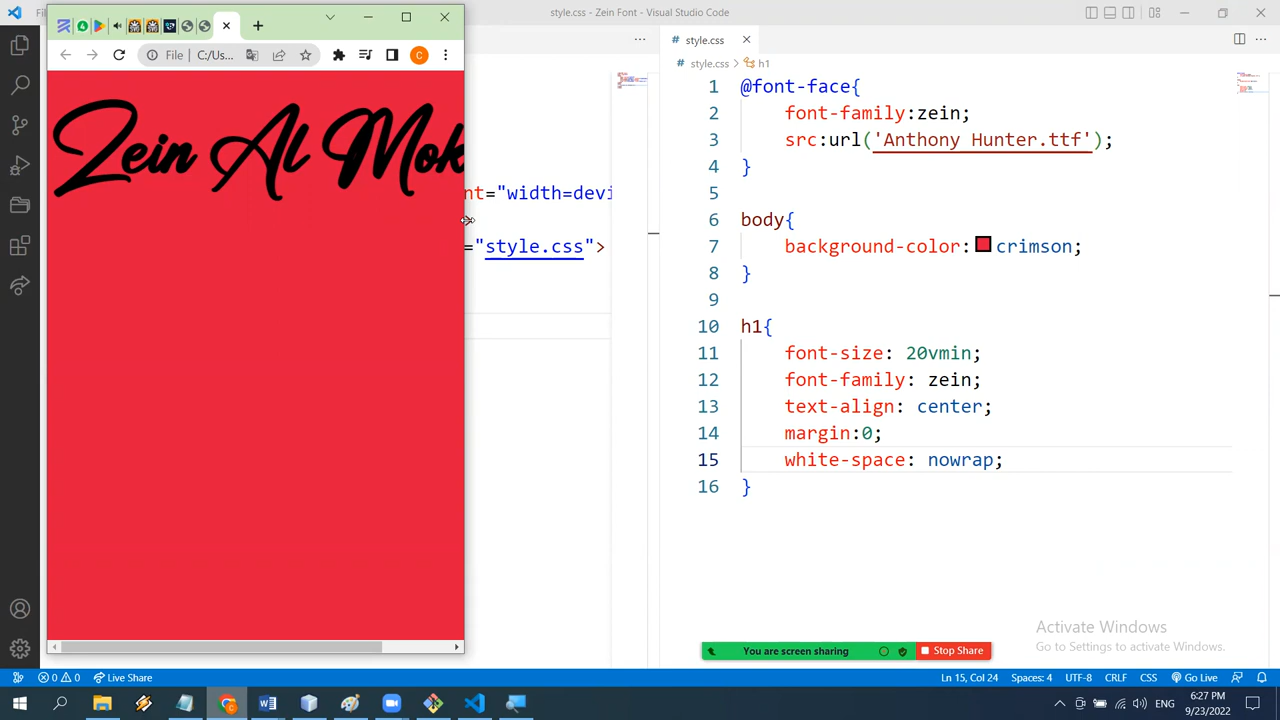 style.css - Zein Font - Visual Studio Code
File
C:/Us...
C
Zein Al Mok
nt="width=devi
="style.css">
# style.css
style.css > h1
1 @font-face{
2 font-family:zein;
3 src:url('Anthony Hunter.ttf');
4 }
5
6 body{
7 background-color: crimson;
8 }
9
10 h1{
11 font-size: 20vmin;
12 font-family: zein;
13 text-align: center;
14 margin:0;
15 white-space: nowrap;
16 }
Activate Windows
Go to Settings to activate Windows.
You are screen sharing
Stop Share
0 0 Live Share
Ln 15, Col 24 Spaces: 4 UTF-8 CRLF CSS Go Live
ENG
6:27 PM
9/23/2022